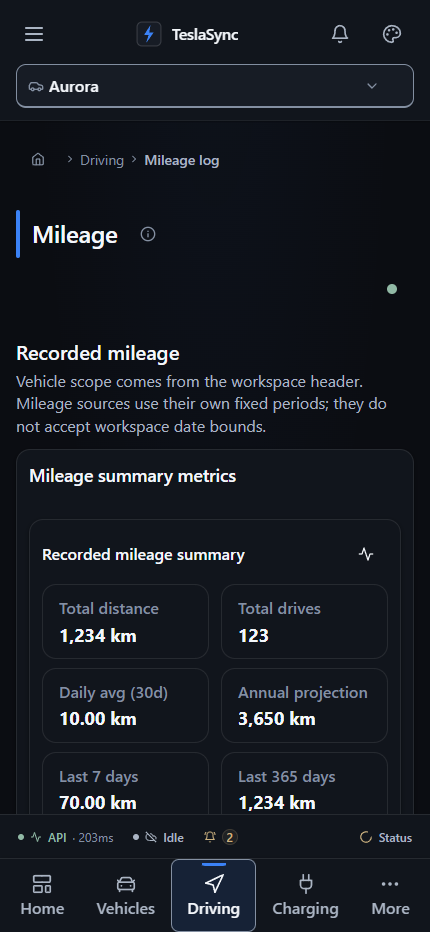 TeslaSync
Aurora
Driving
Mileage log
Mileage
Recorded mileage
Vehicle scope comes from the workspace header.
Mileage sources use their own fixed periods; they do
not accept workspace date bounds.
Mileage summary metrics
Recorded mileage summary
Total distance
1,234 km
Total drives
123
Daily avg (30d)
10.00 km
Annual projection
3,650 km
Last 7 days
70.00 km
Last 365 days
1,234 km
API · 203ms
Idle
2
Status
Home
Vehicles
Driving
Charging
More